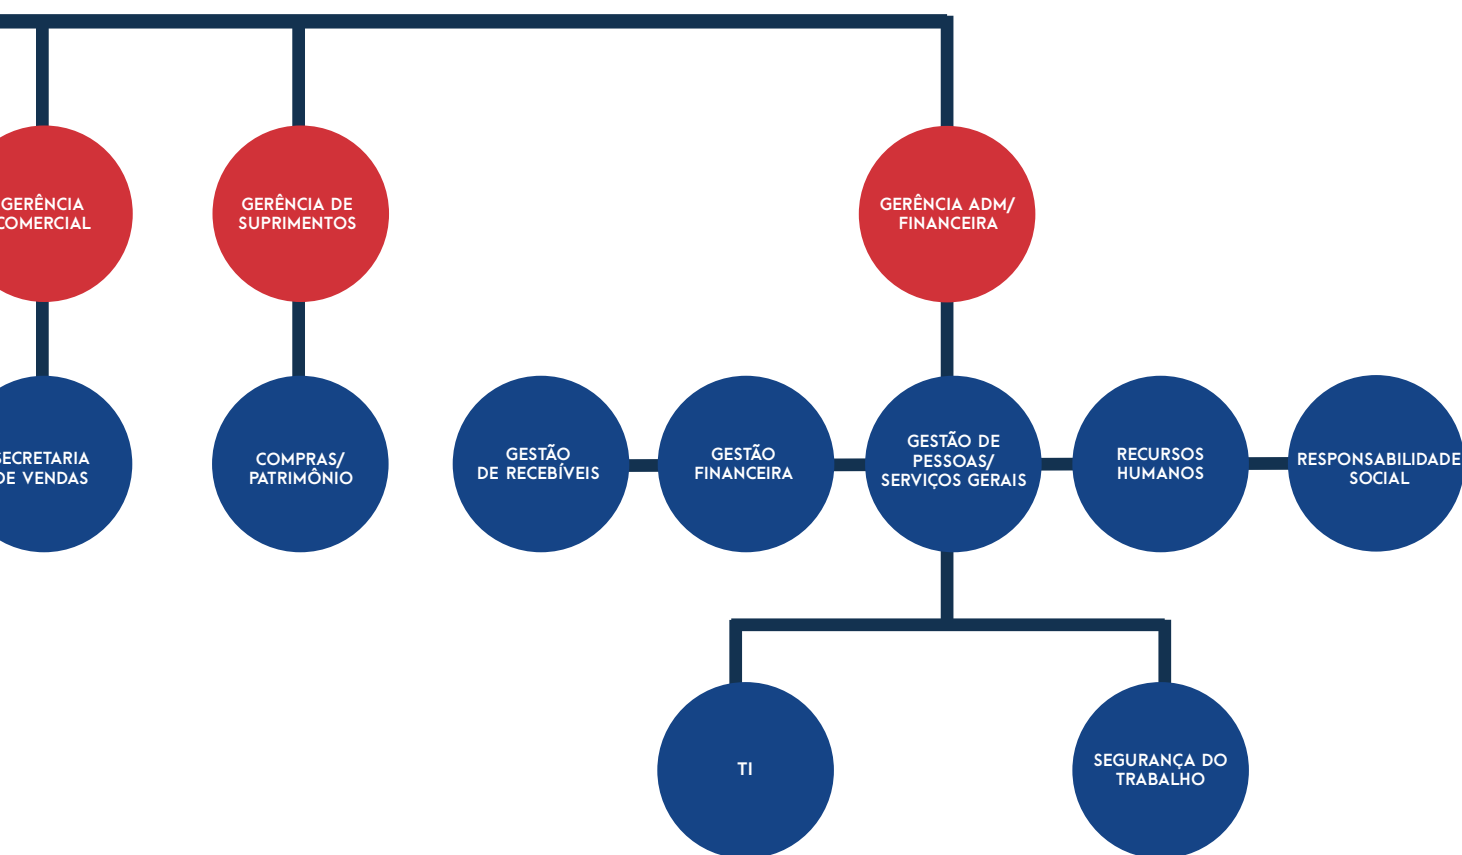 GERÊNCIA
COMERCIAL
GERÊNCIA DE
SUPRIMENTOS
GERÊNCIA ADM/
FINANCEIRA
SECRETARIA
DE VENDAS
COMPRAS/
PATRIMÔNIO
GESTÃO
DE RECEBÍVEIS
GESTÃO
FINANCEIRA
GESTÃO DE
PESSOAS/
SERVIÇOS GERAIS
RECURSOS
HUMANOS
RESPONSABILIDADE
SOCIAL
TI
SEGURANÇA DO
TRABALHO